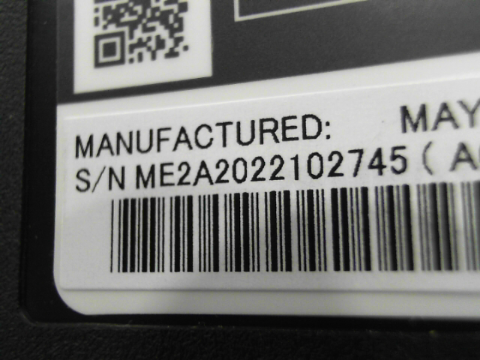 MANUFACTURED: MAY
S/N ME2A2022102745 ( A